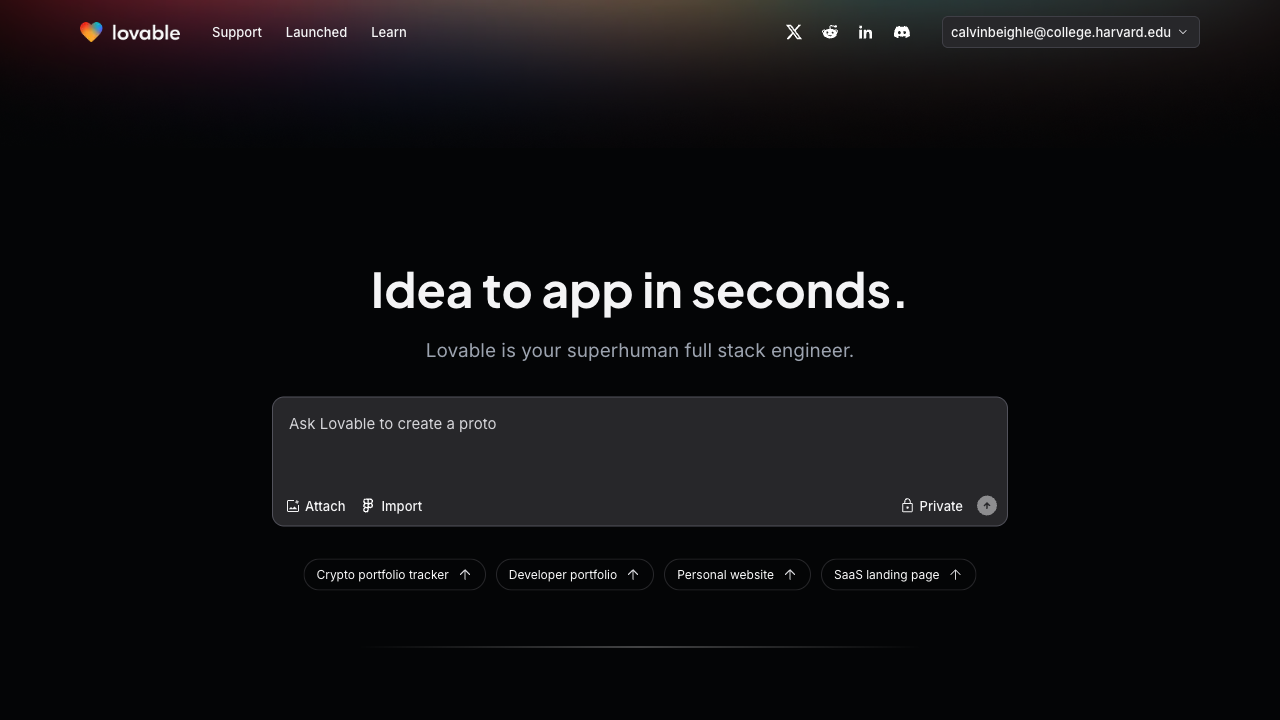 lovable Support Launched Learn calvinbeighle@college.harvard.edu
Idea to app in seconds.
Lovable is your superhuman full stack engineer.
Ask Lovable to create a proto
Attach Import Private
Crypto portfolio tracker Developer portfolio Personal website SaaS landing page